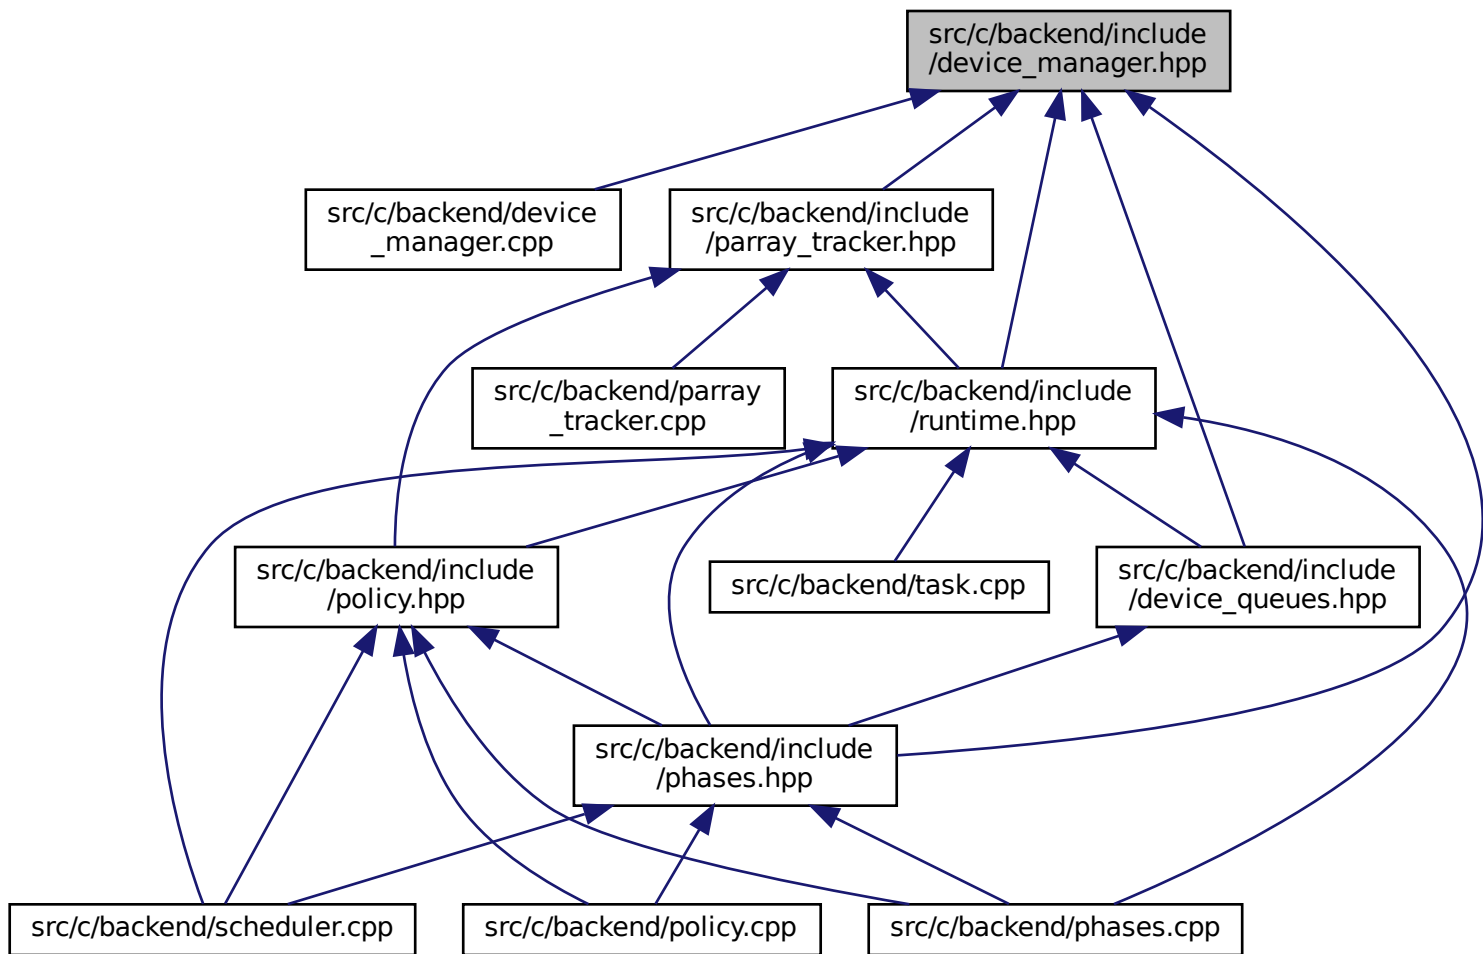 src/c/backend/include
/device_manager.hpp
src/c/backend/device
_manager.cpp
src/c/backend/include
/parray_tracker.hpp
src/c/backend/parray
_tracker.cpp
src/c/backend/include
/runtime.hpp
src/c/backend/include
/policy.hpp
src/c/backend/task.cpp
src/c/backend/include
/device_queues.hpp
src/c/backend/include
/phases.hpp
src/c/backend/scheduler.cpp
src/c/backend/policy.cpp
src/c/backend/phases.cpp